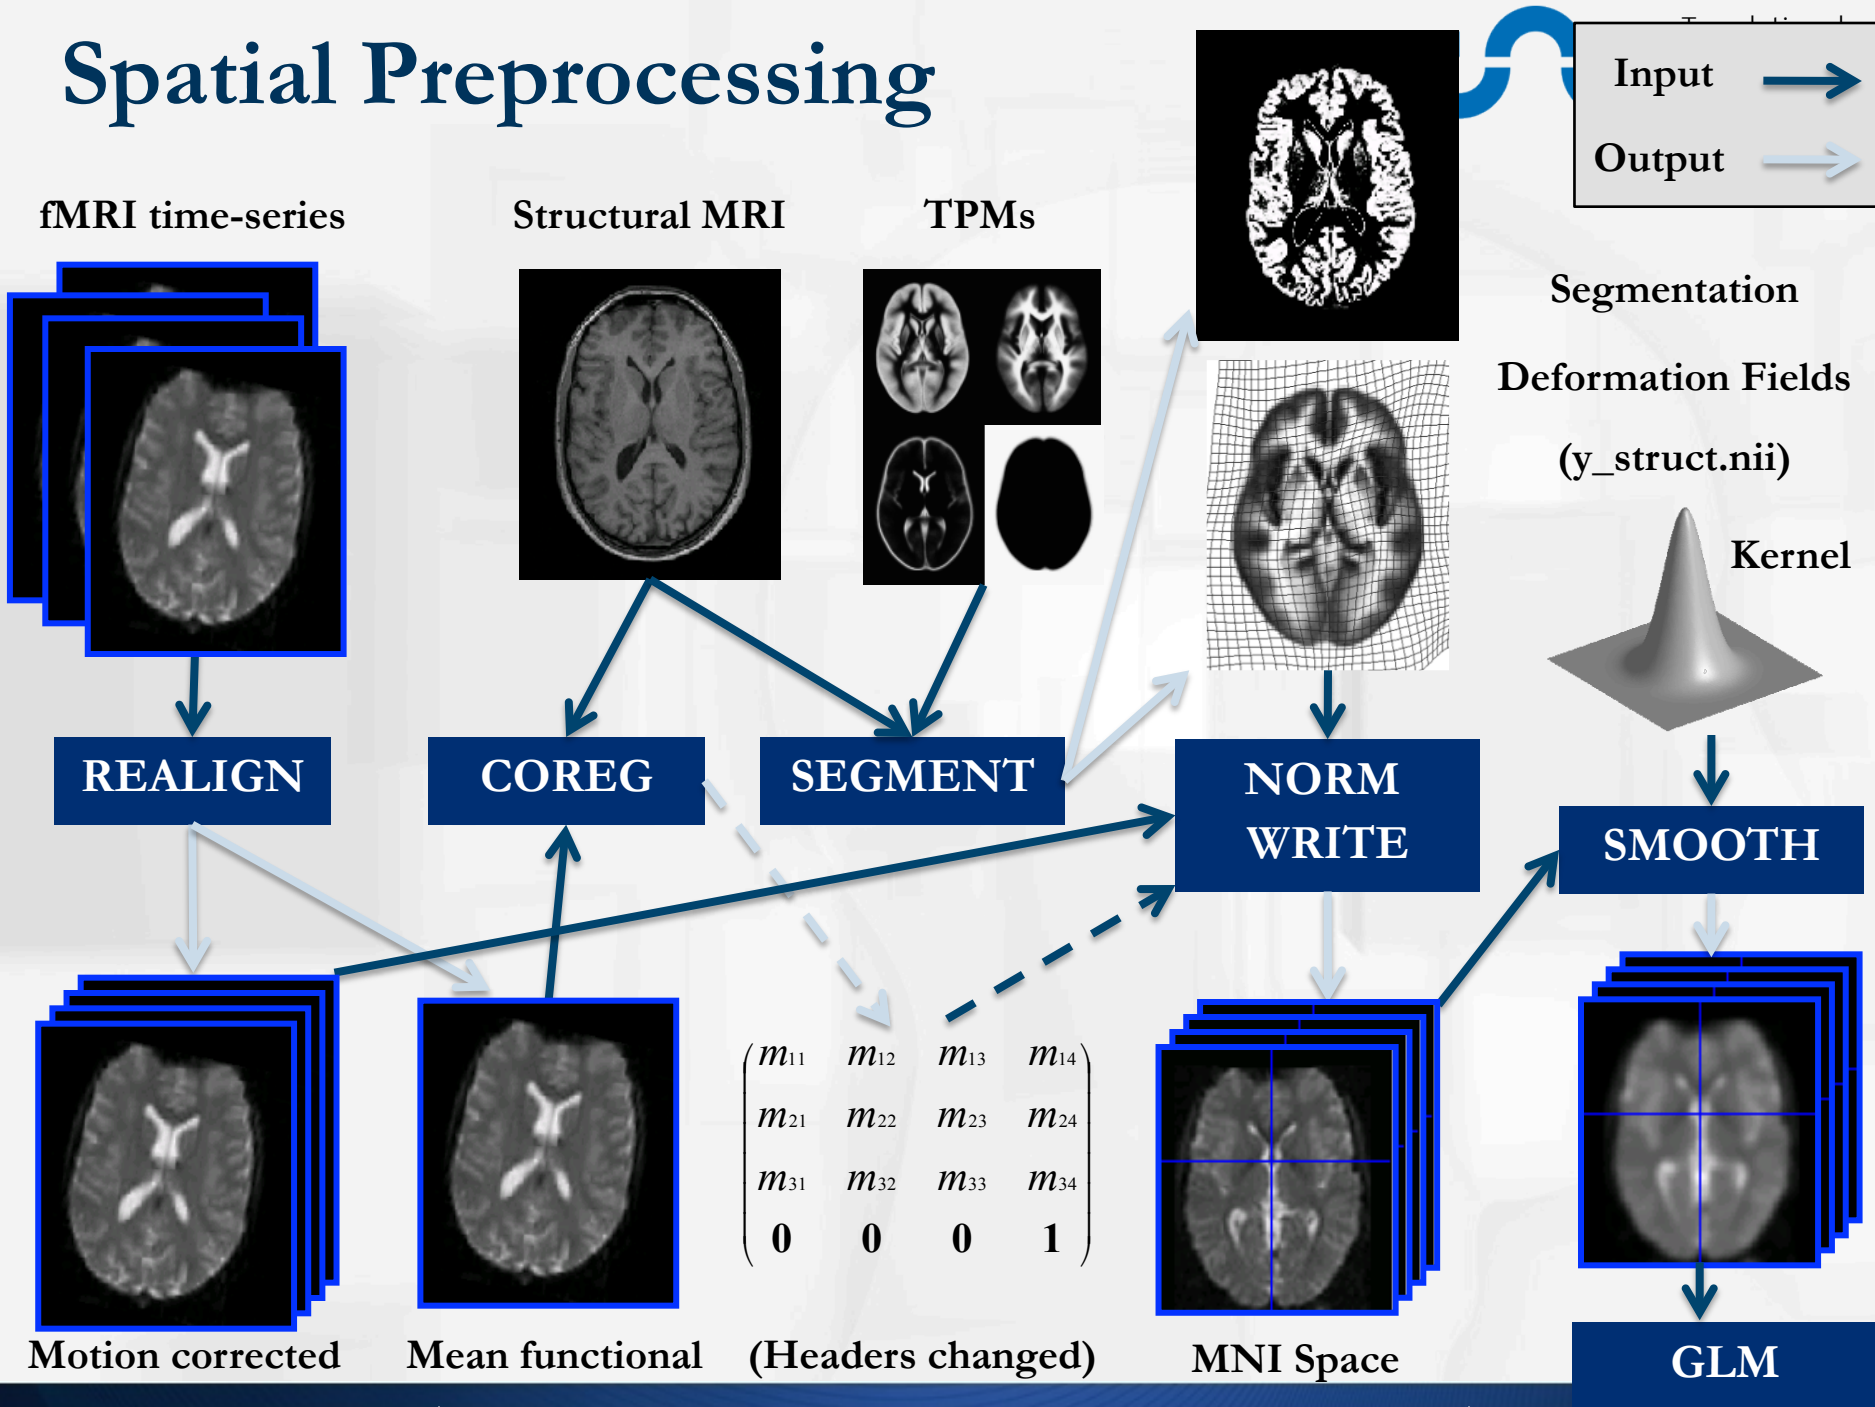 Spatial Preprocessing
Input
Output
fMRI time-series
Structural MRI
TPMs
Segmentation
Deformation Fields
(y_struct.nii)
Kernel
REALIGN
COREG
SEGMENT
NORM
WRITE
SMOOTH
m11 m12 m13 m14
m21 m22 m23 m24
m31 m32 m33 m34
0 0 0 1
Motion corrected
Mean functional
(Headers changed)
MNI Space
GLM